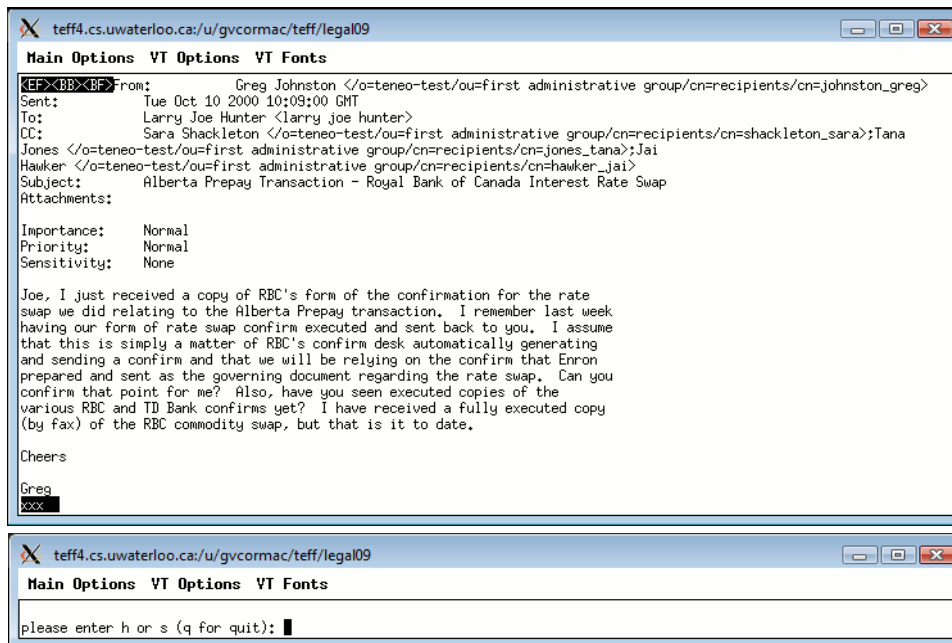 teff4.cs.uwaterloo.ca:/u/gvcormac/teff/legal09
Main Options VT Options VT Fonts
<EF><BB><BF>From: Greg Johnston </o=teneo-test/ou=first administrative group/cn=recipients/cn=johnston_greg>
Sent: Tue Oct 10 2000 10:09:00 GMT
To: Larry Joe Hunter <larry joe hunter>
CC: Sara Shackleton </o=teneo-test/ou=first administrative group/cn=recipients/cn=shackleton_sara>;Tana
Jones </o=teneo-test/ou=first administrative group/cn=recipients/cn=jones_tana>;Jai
Hawker </o=teneo-test/ou=first administrative group/cn=recipients/cn=hawker_jai>
Subject: Alberta Prepay Transaction - Royal Bank of Canada Interest Rate Swap
Attachments:
Importance: Normal
Priority: Normal
Sensitivity: None
Joe, I just received a copy of RBC's form of the confirmation for the rate
swap we did relating to the Alberta Prepay transaction. I remember last week
having our form of rate swap confirm executed and sent back to you. I assume
that this is simply a matter of RBC's confirm desk automatically generating
and sending a confirm and that we will be relying on the confirm that Enron
prepared and sent as the governing document regarding the rate swap. Can you
confirm that point for me? Also, have you seen executed copies of the
various RBC and TD Bank confirms yet? I have received a fully executed copy
(by fax) of the RBC commodity swap, but that is it to date.
Cheers
Greg
xxx
teff4.cs.uwaterloo.ca:/u/gvcormac/teff/legal09
Main Options VT Options VT Fonts
please enter h or s (q for quit):